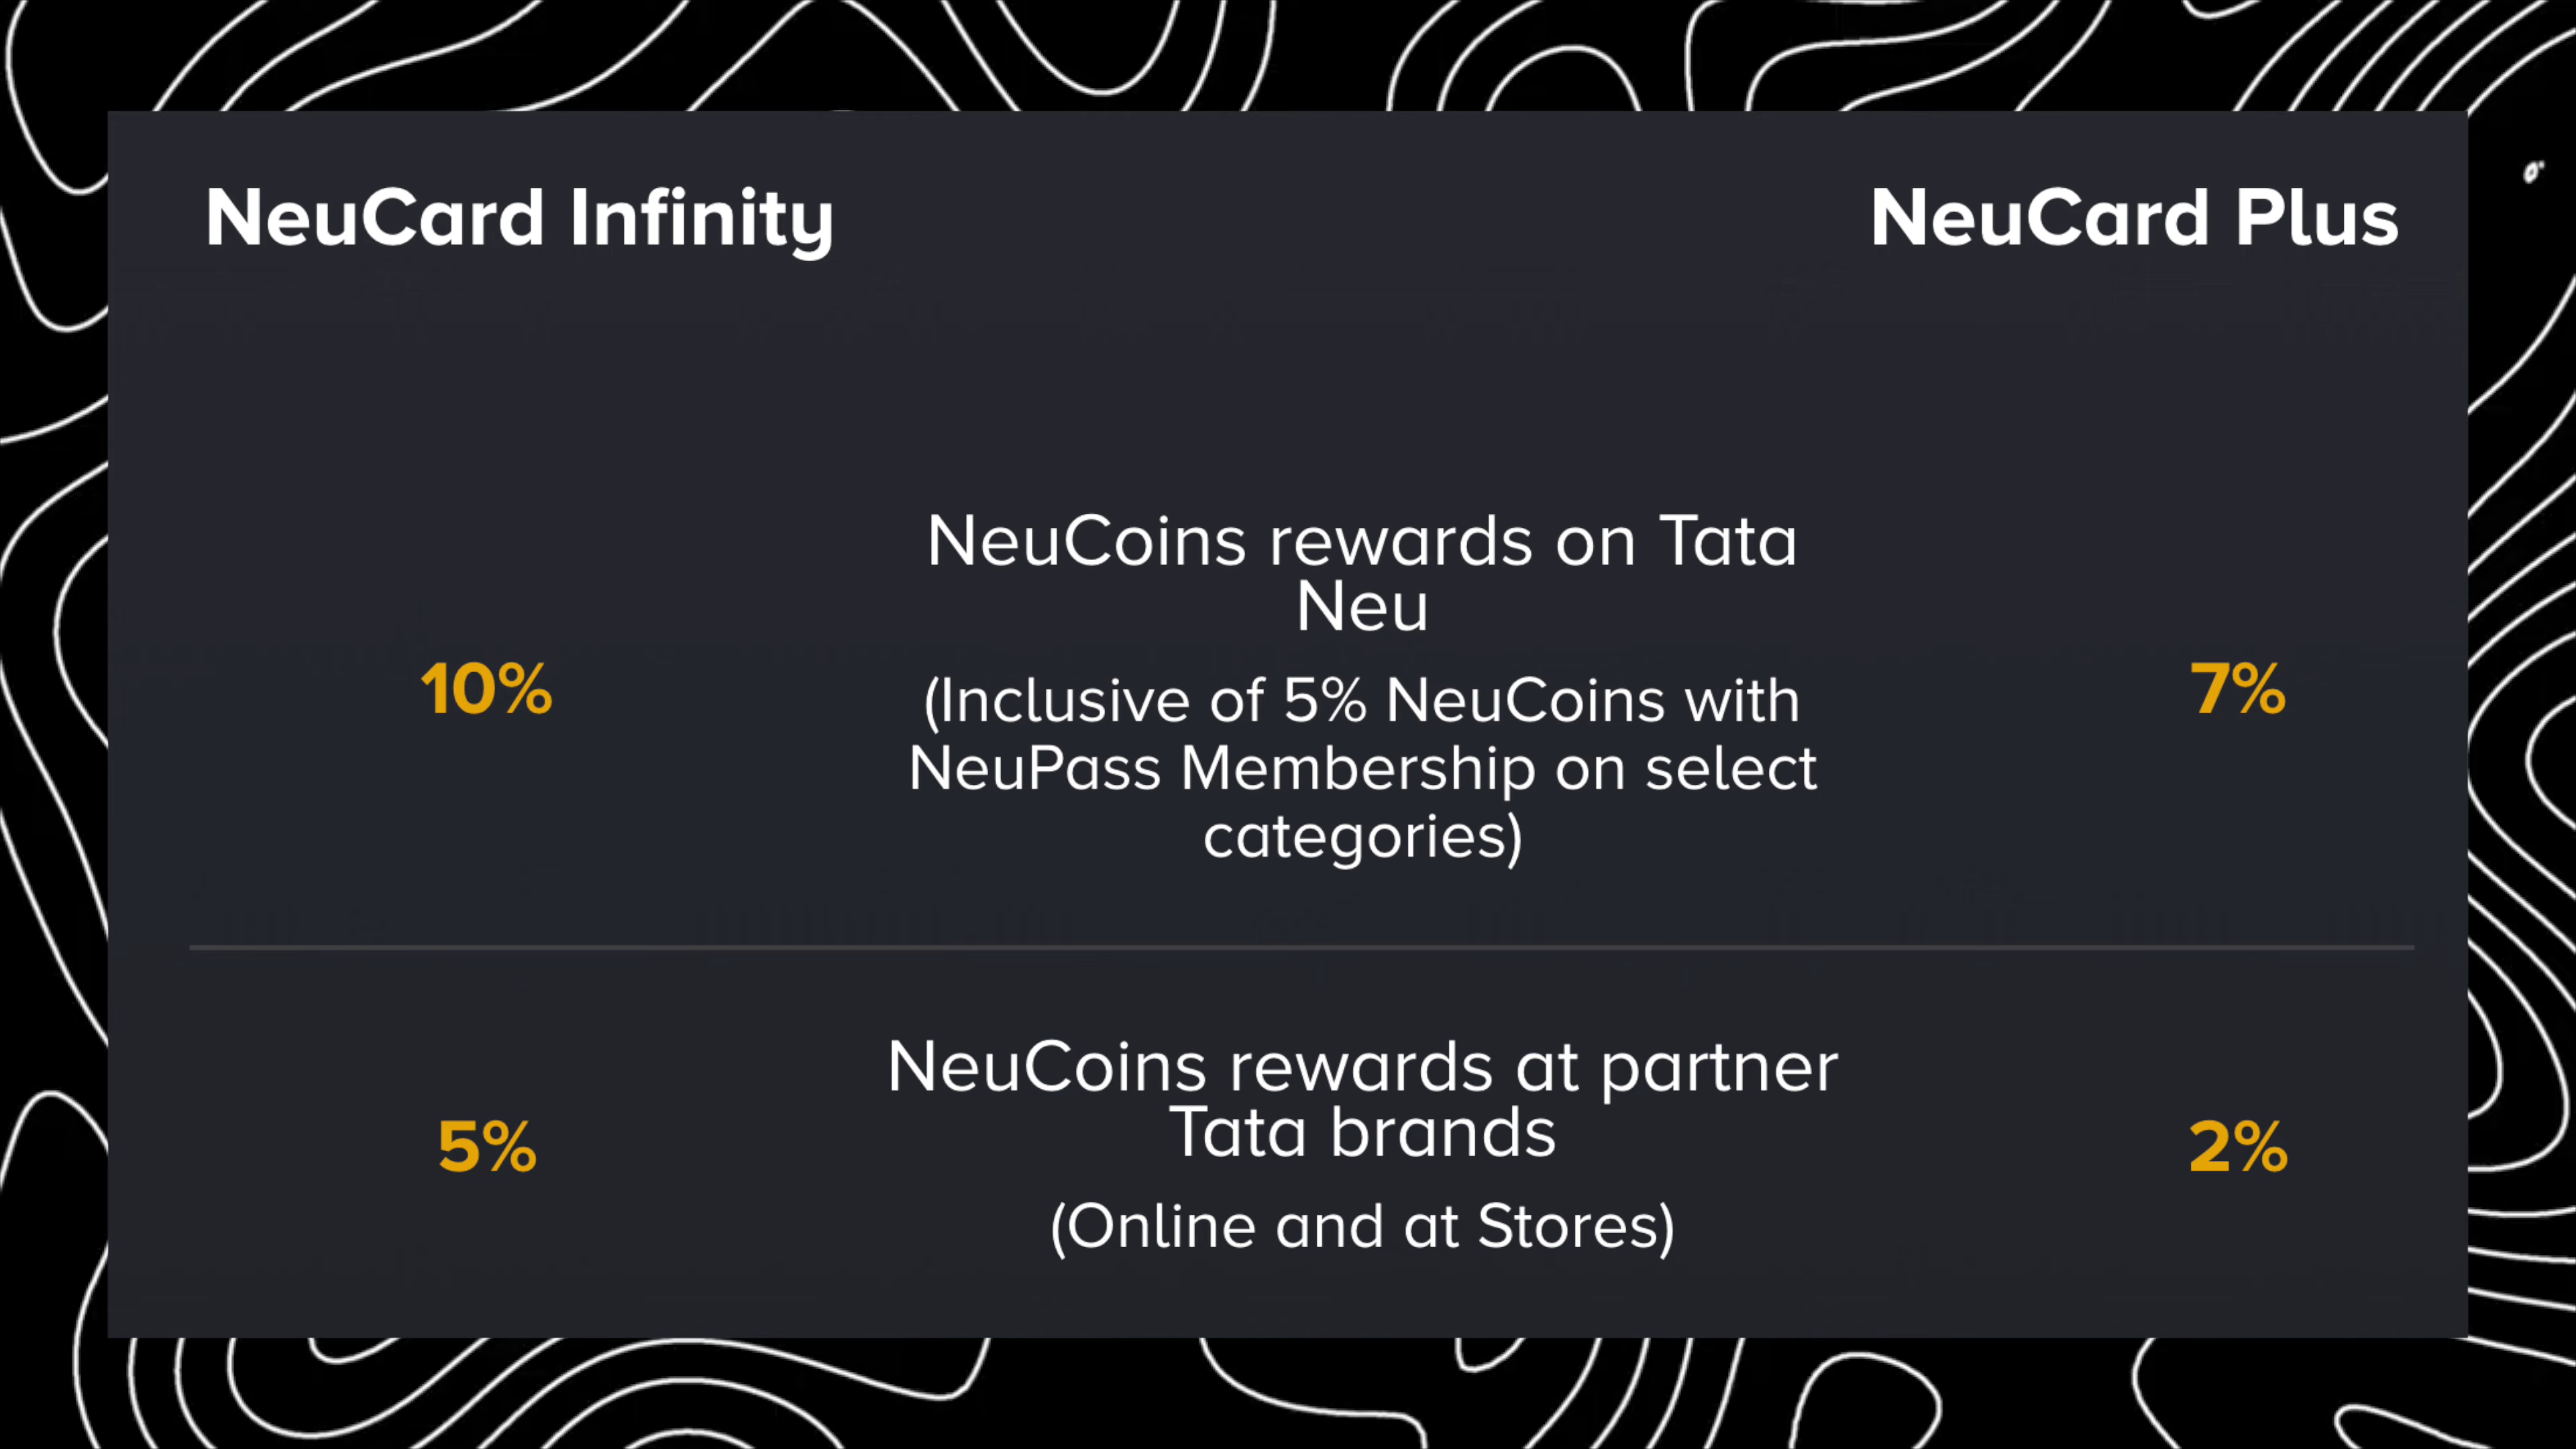 NeuCard Infinity
NeuCard Plus
10%
NeuCoins rewards on Tata
Neu
(Inclusive of 5% NeuCoins with
NeuPass Membership on select
categories)
7%
5%
NeuCoins rewards at partner
Tata brands
(Online and at Stores)
2%